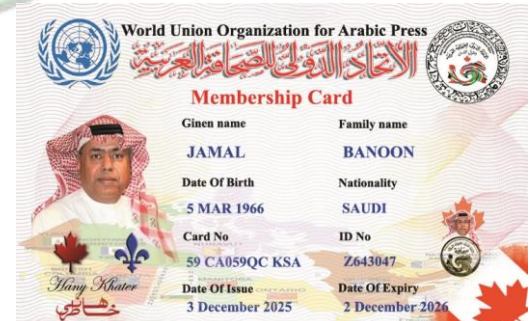 World Union Organization for Arabic Press
الاتحاد الدولي للصحافة العربية
Membership Card
Ginen name
Family name
JAMAL
BANOON
Date Of Birth
Nationality
5 MAR 1966
SAUDI
Card No
ID No
59 CA059QC KSA
Z643047
Hany Khater
هاني خاطر
Date Of Issue
Date Of Expiry
3 December 2025
2 December 2026